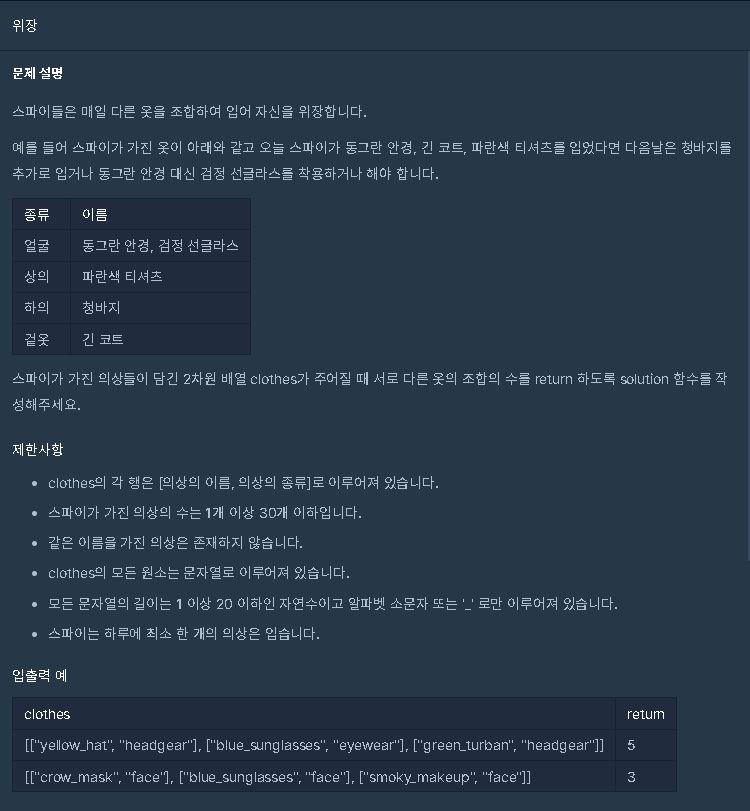 위장
문제 설명
스파이들은 매일 다른 옷을 조합하여 입어 자신을 위장합니다.
예를 들어 스파이가 가진 옷이 아래와 같고 오늘 스파이가 동그란 안경, 긴 코트, 파란색 티셔츠를 입었다면 다음날은 청바지를
추가로 입거나 동그란 안경 대신 검정 선글라스를 착용하거나 해야 합니다.
종류 이름
얼굴 동그란 안경, 검정 선글라스
상의 파란색 티셔츠
하의 청바지
겉옷 긴 코트
스파이가 가진 의상들이 담긴 2차원 배열 clothes가 주어질 때 서로 다른 옷의 조합의 수를 return 하도록 solution 함수를 작
성해주세요.
제한사항
• clothes의 각 행은 [의상의 이름, 의상의 종류]로 이루어져 있습니다.
• 스파이가 가진 의상의 수는 1개 이상 30개 이하입니다.
• 같은 이름을 가진 의상은 존재하지 않습니다.
• clothes의 모든 원소는 문자열로 이루어져 있습니다.
• 모든 문자열의 길이는 1 이상 20 이하인 자연수이고 알파벳 소문자 또는 '_' 로만 이루어져 있습니다.
• 스파이는 하루에 최소 한 개의 의상은 입습니다.
입출력 예
clothes return
[["yellow_hat", "headgear"], ["blue_sunglasses", "eyewear"], ["green_turban", "headgear"]] 5
[["crow_mask", "face"], ["blue_sunglasses", "face"], ["smoky_makeup", "face"]] 3